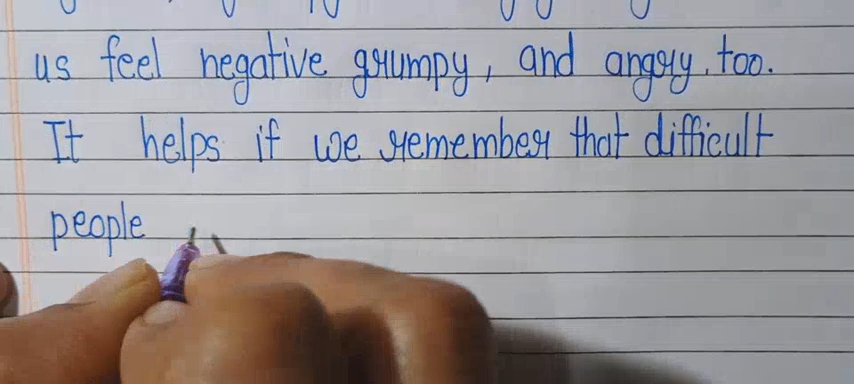 us feel negative grumpy, and angry, too.
It helps if we remember that difficult
people